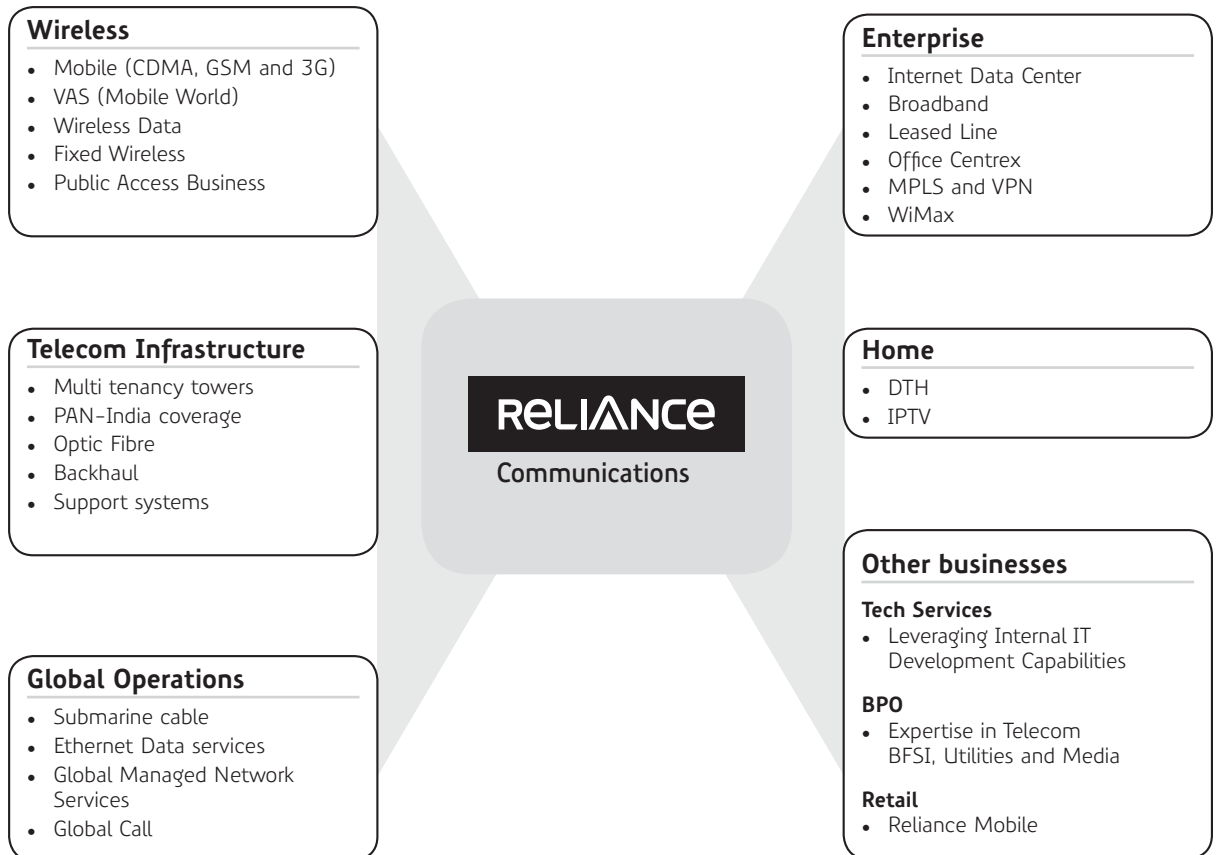 Wireless
• Mobile (CDMA, GSM and 3G)
• VAS (Mobile World)
• Wireless Data
• Fixed Wireless
• Public Access Business
Telecom Infrastructure
• Multi tenancy towers
• PAN-India coverage
• Optic Fibre
• Backhaul
• Support systems
Global Operations
• Submarine cable
• Ethernet Data services
• Global Managed Network
Services
• Global Call
RELIANCE
Communications
Enterprise
• Internet Data Center
• Broadband
• Leased Line
• Office Centrex
• MPLS and VPN
• WiMax
Home
• DTH
• IPTV
Other businesses
Tech Services
• Leveraging Internal IT
Development Capabilities
BPO
• Expertise in Telecom
BFSI, Utilities and Media
Retail
• Reliance Mobile